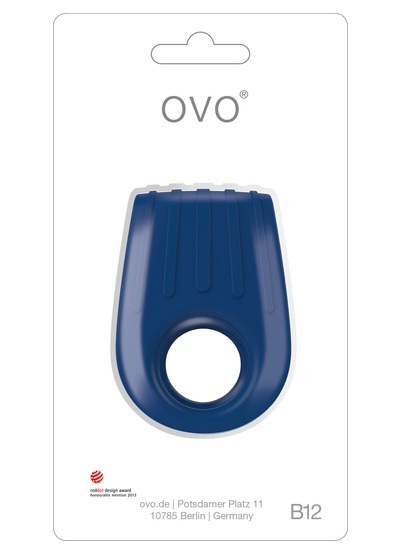 OVO®
reddot design award
honourable mention 2013
ovo.de | Potsdamer Platz 11
10785 Berlin | Germany
B12